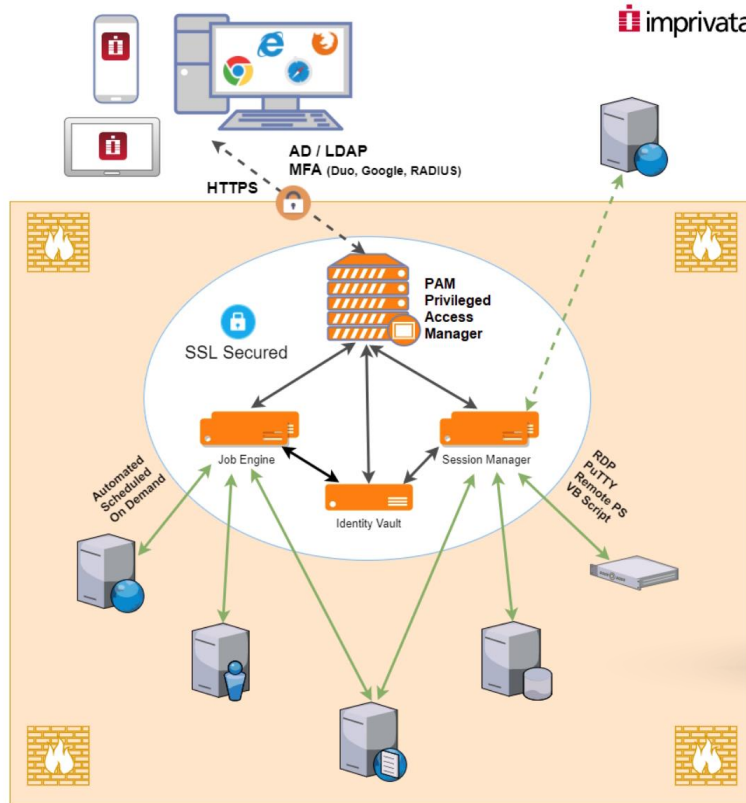 imprivata
AD / LDAP
MFA (Duo, Google, RADIUS)
HTTPS
PAM
Privileged
Access
Manager
SSL Secured
Job Engine
Session Manager
Identity Vault
Automated
Scheduled
On Demand
RDP
PuTTY
Remote PS
VB Script